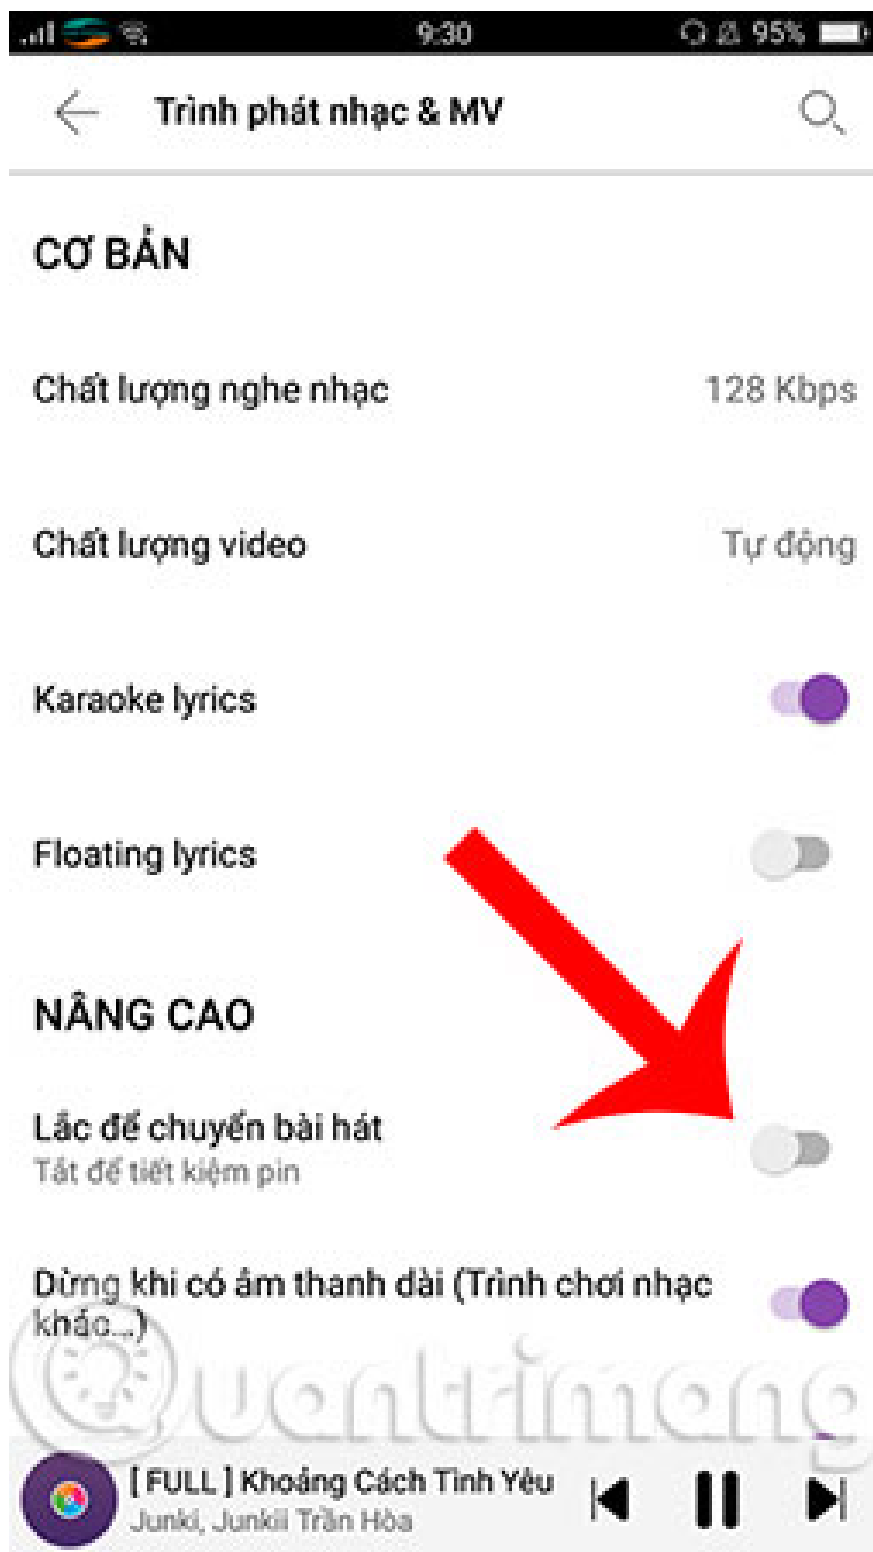 9:30
95%
Trình phát nhạc & MV
CƠ BẢN
Chất lượng nghe nhạc
128 Kbps
Chất lượng video
Tự động
Karaoke lyrics
Floating lyrics
NÂNG CAO
Lắc để chuyển bài hát
Tắt để tiết kiệm pin
Dừng khi có âm thanh dài (Trình chơi nhạc
khác...)
Quantrimang
[ FULL ] Khoảng Cách Tình Yêu
Junki, Junkii Trần Hòa